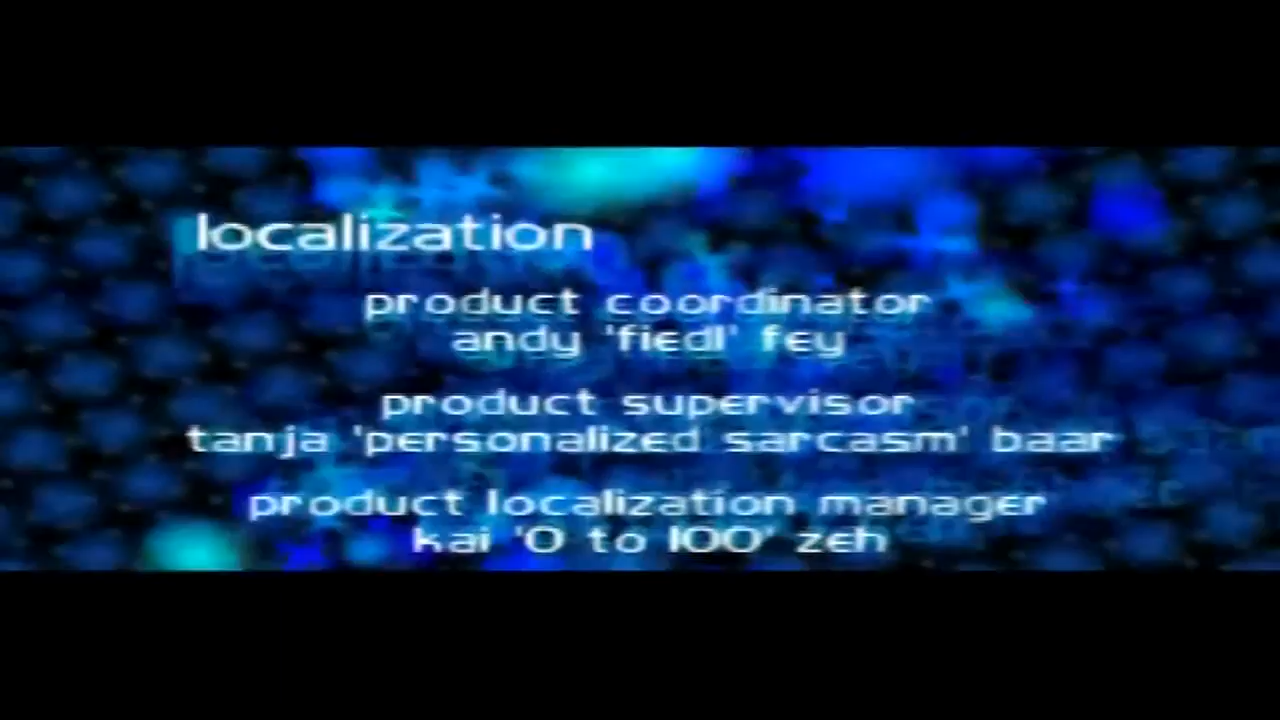 localization
product coordinator
andy 'fiedl' fey
product supervisor
tanja 'personalized sarcasm' baar
product localization manager
kai '0 to 100' zeh